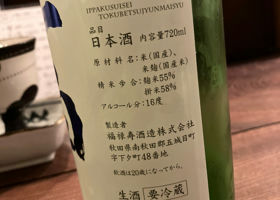 IPPAKUSUISEI
TOKUBETSUJYUNMAISYU
品目
日本酒 内容量720ml
原材料名:米(国産)、
米麹(国産米)
精米歩合:麹米55%
掛米58%
アルコール分:16度
製造者
福禄寿酒造株式会社
秋田県南秋田郡五城目町
字下夕町48番地
飲酒は20歳になってから。
生酒 要冷蔵